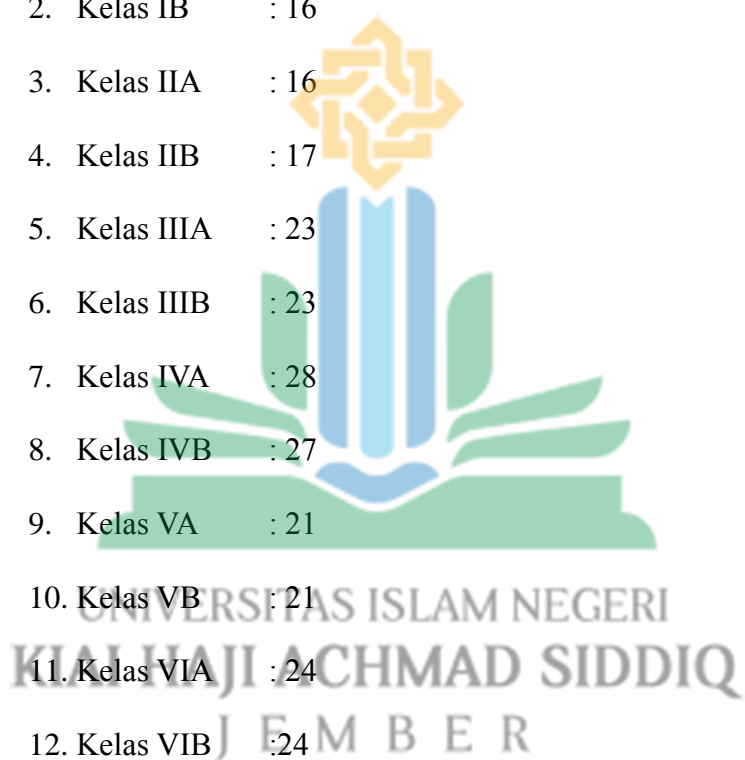 2. Kelas IB : 16
3. Kelas IIA : 16
4. Kelas IIB : 17
5. Kelas IIIA : 23
6. Kelas IIIB : 23
7. Kelas IVA : 28
8. Kelas IVB : 27
9. Kelas VA : 21
10. Kelas VB : 21
UNIVERSITAS ISLAM NEGERI
11. Kelas VIA : 24
KIAI HAJI ACHMAD SIDDIQ
12. Kelas VIB :24
J E M B E R